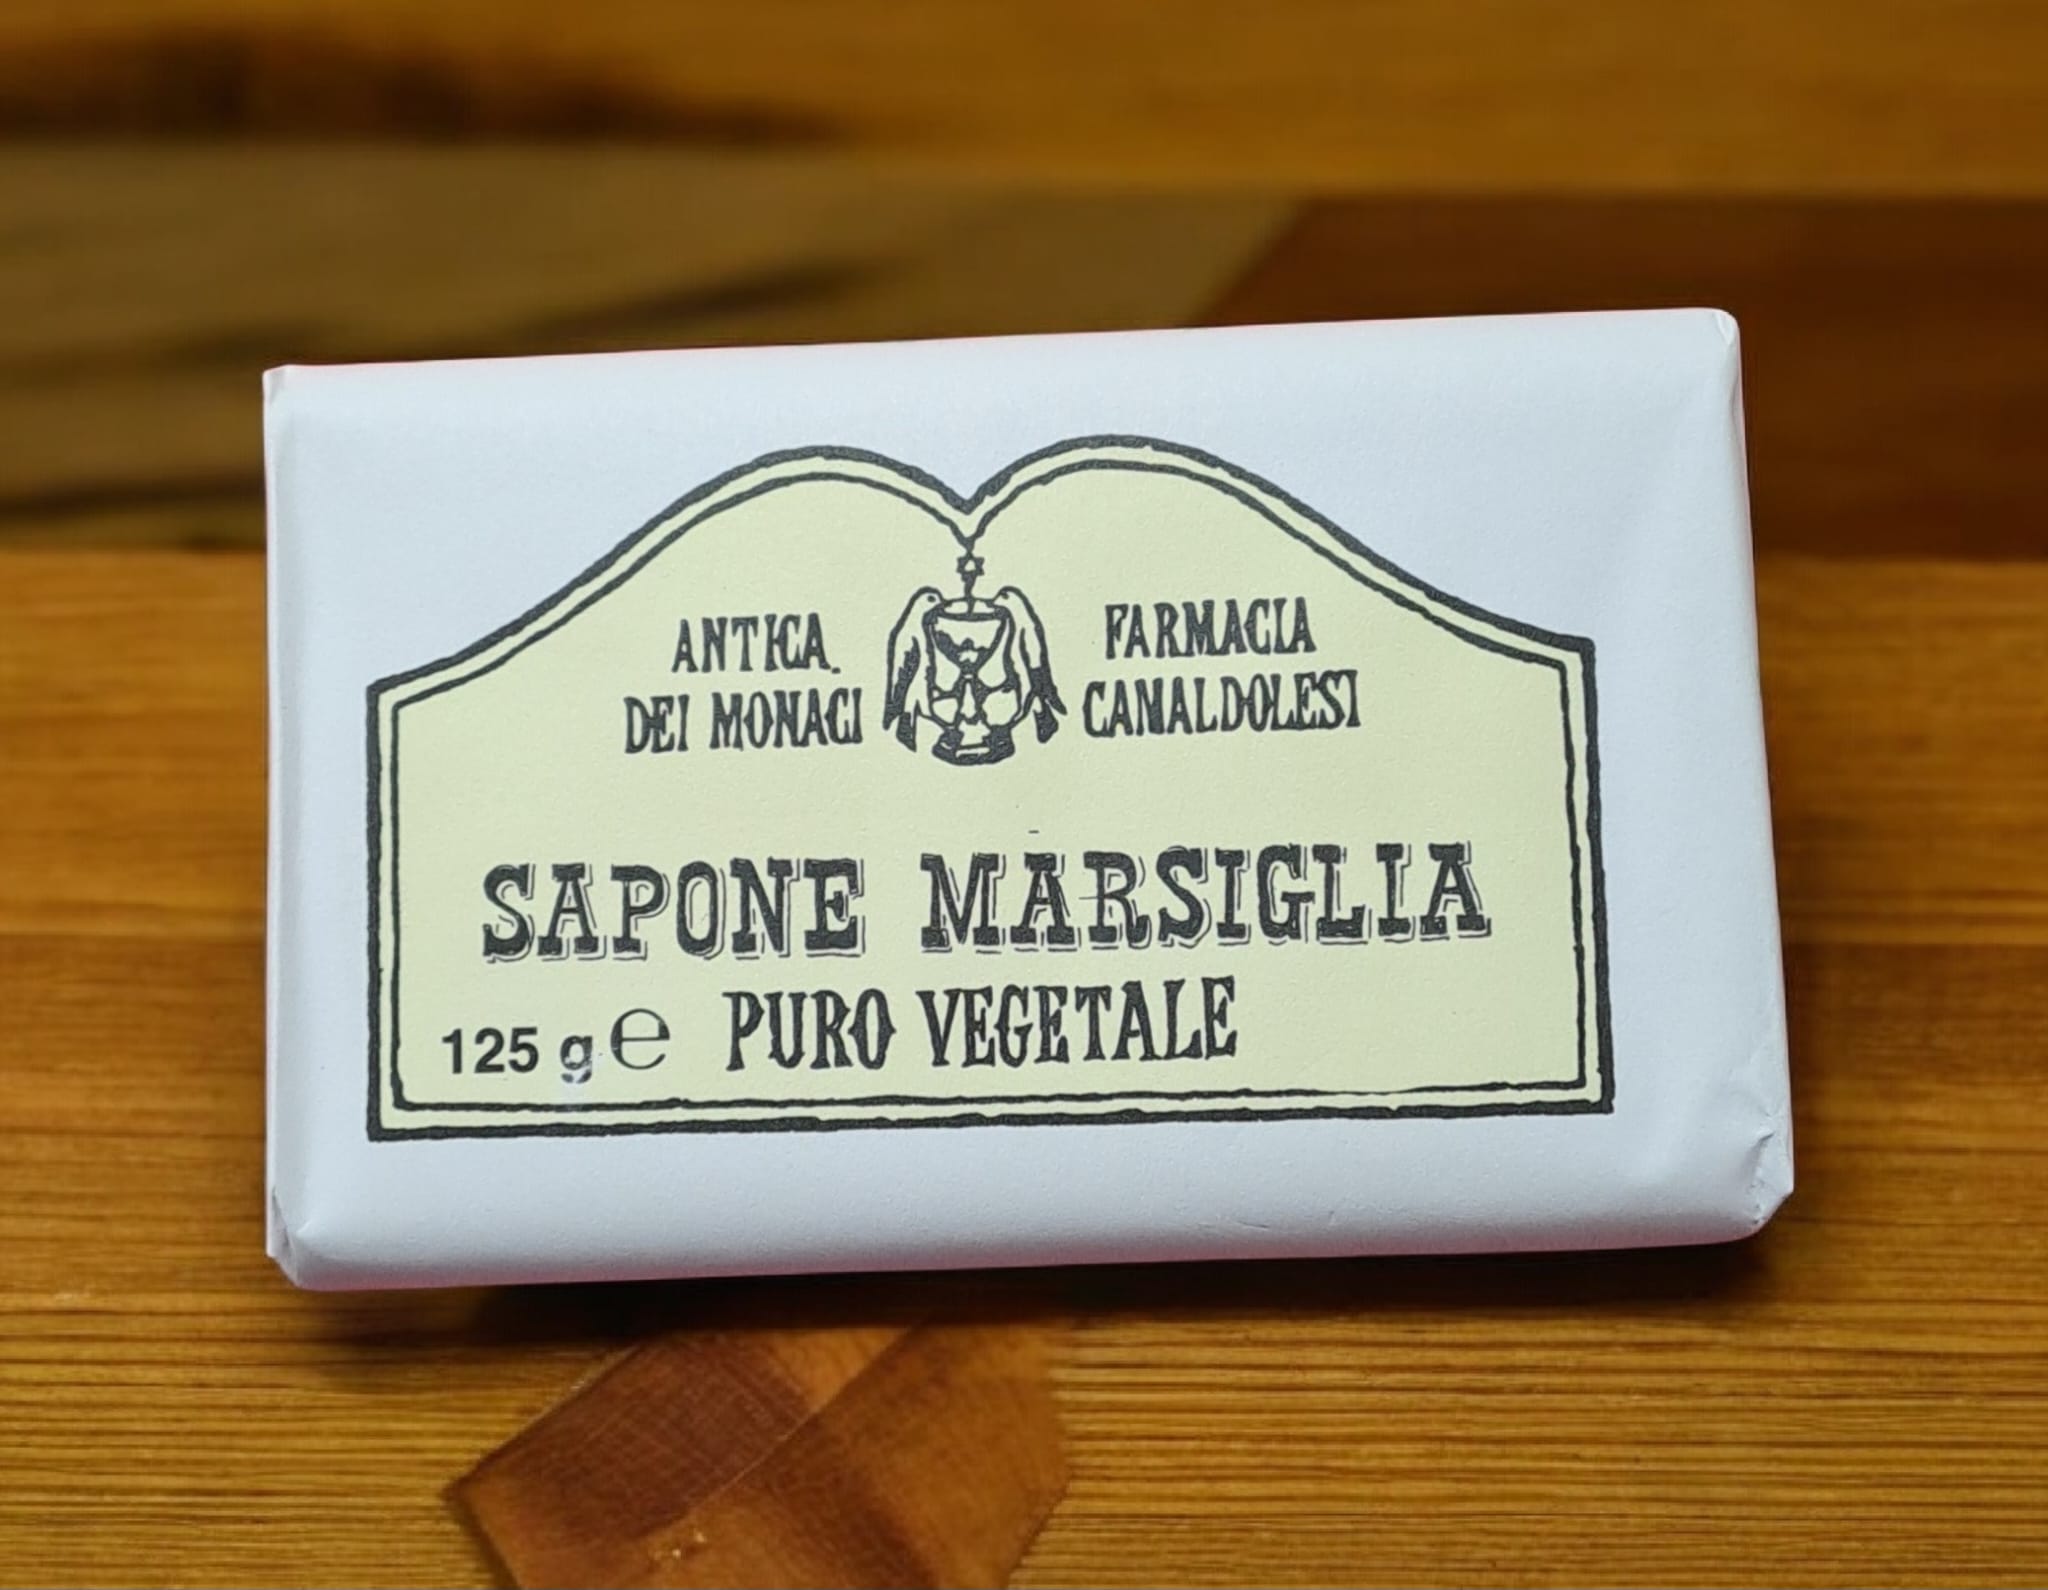 ANTICA FARMACIA
DEI MONACI CANALDOLESI
SAPONE MARSIGLIA
125 g e PURO VEGETALE